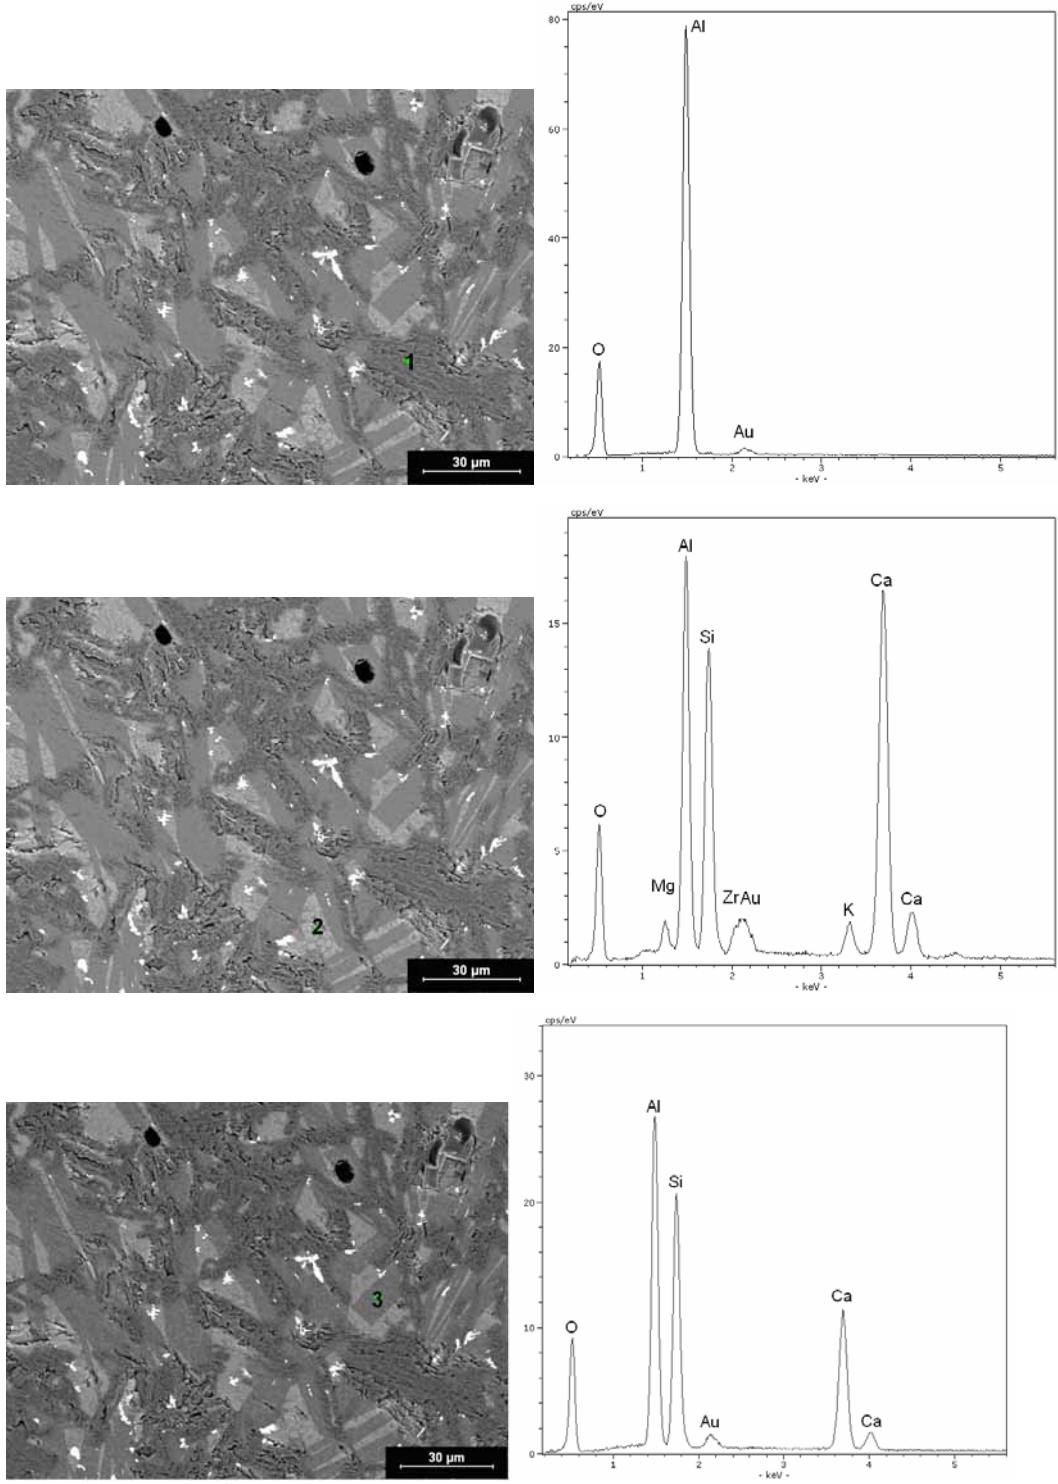 cps/eV
80
60
40
20
0
Al
O
Au
1 2 3 4 5
- keV -
1
30 µm
cps/eV
15
10
5
0
Al
Si
Ca
O
Mg
ZrAu
K
Ca
1 2 3 4 5
- keV -
2
30 µm
cps/eV
30
20
10
0
Al
Si
Ca
O
Au
Ca
1 2 3 4 5
- keV -
3
30 µm